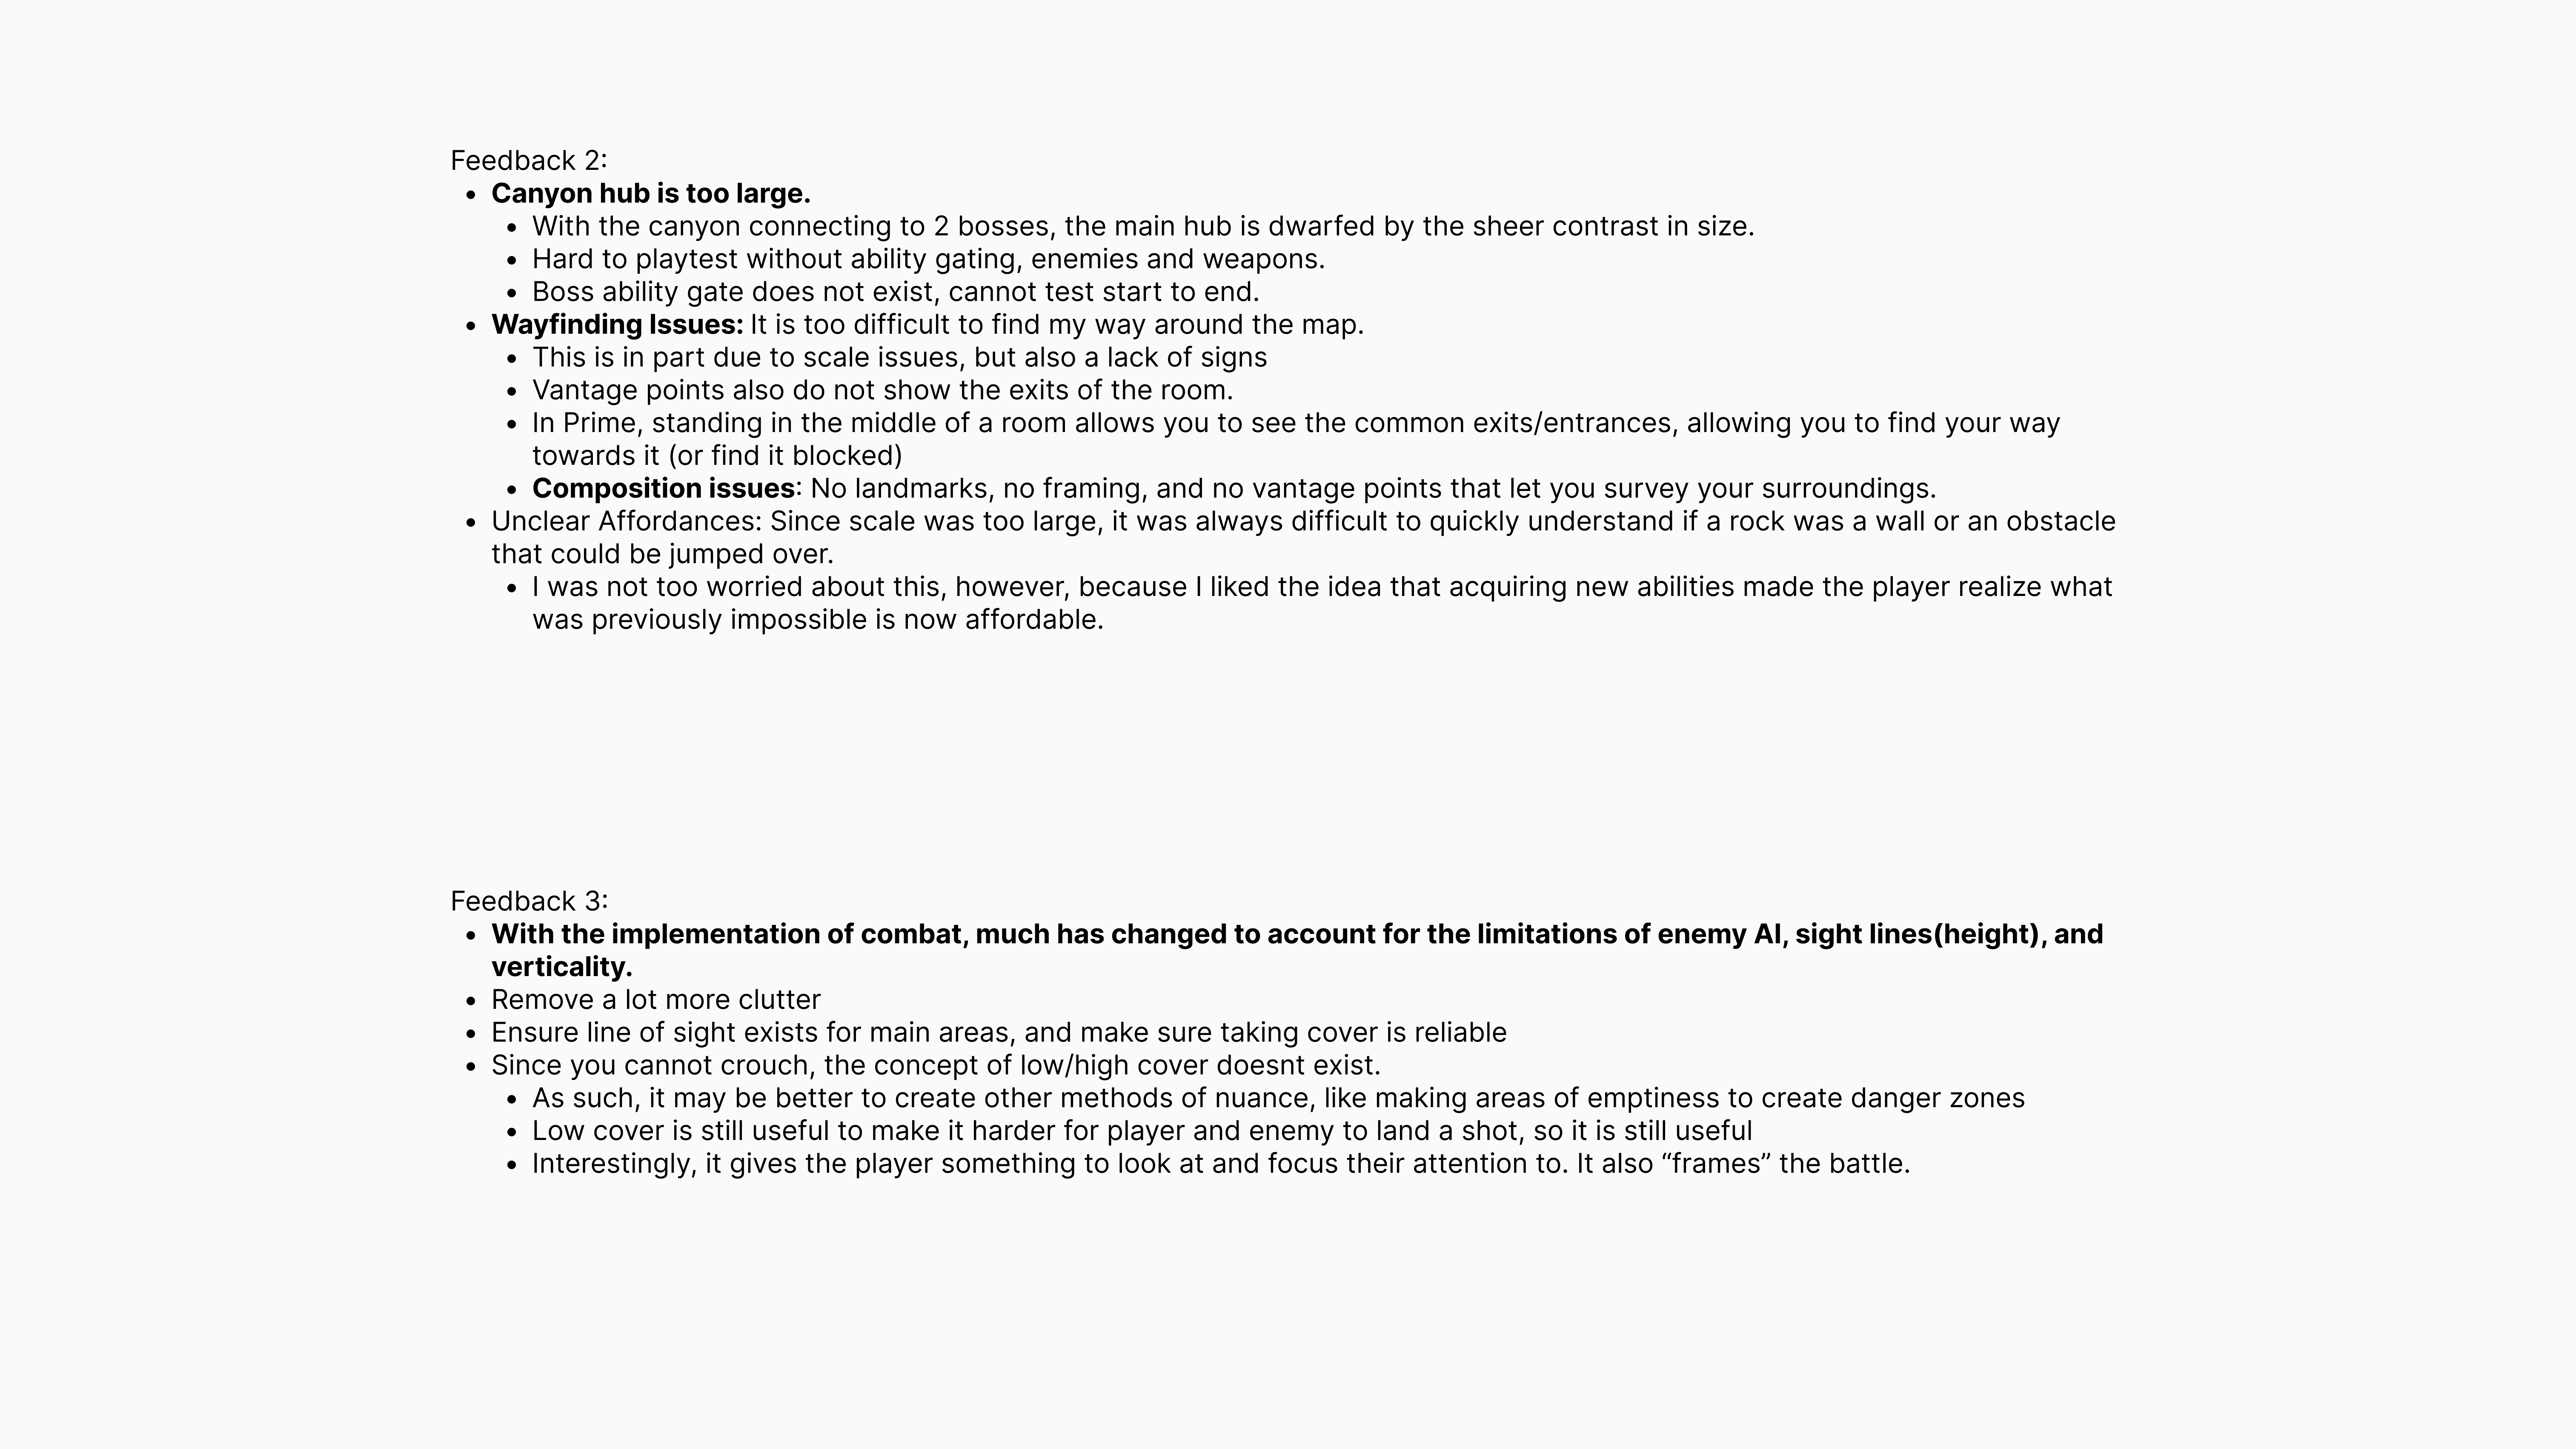 Feedback 2:
• Canyon hub is too large.
• With the canyon connecting to 2 bosses, the main hub is dwarfed by the sheer contrast in size.
• Hard to playtest without ability gating, enemies and weapons.
• Boss ability gate does not exist, cannot test start to end.
• Wayfinding Issues: It is too difficult to find my way around the map.
• This is in part due to scale issues, but also a lack of signs
• Vantage points also do not show the exits of the room.
• In Prime, standing in the middle of a room allows you to see the common exits/entrances, allowing you to find your way
towards it (or find it blocked)
• Composition issues: No landmarks, no framing, and no vantage points that let you survey your surroundings.
• Unclear Affordances: Since scale was too large, it was always difficult to quickly understand if a rock was a wall or an obstacle
that could be jumped over.
• I was not too worried about this, however, because I liked the idea that acquiring new abilities made the player realize what
was previously impossible is now affordable.
Feedback 3:
• With the implementation of combat, much has changed to account for the limitations of enemy AI, sight lines(height), and
verticality.
• Remove a lot more clutter
• Ensure line of sight exists for main areas, and make sure taking cover is reliable
• Since you cannot crouch, the concept of low/high cover doesnt exist.
• As such, it may be better to create other methods of nuance, like making areas of emptiness to create danger zones
• Low cover is still useful to make it harder for player and enemy to land a shot, so it is still useful
• Interestingly, it gives the player something to look at and focus their attention to. It also “frames” the battle.